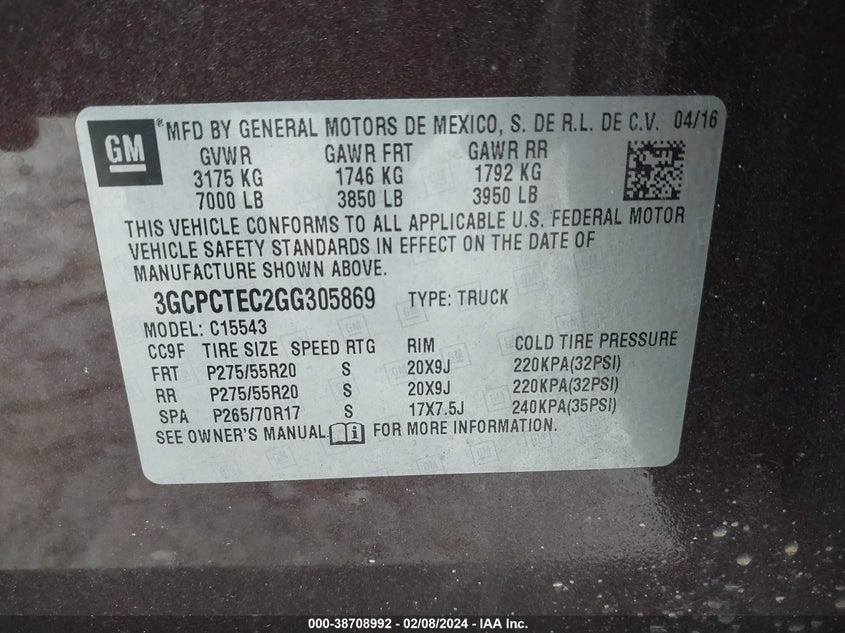 GM ® MFD BY GENERAL MOTORS DE MEXICO, S. DE R.L. DE C.V. 04/16
GVWR GAWR FRT GAWR RR
3175 KG 1746 KG 1792 KG
7000 LB 3850 LB 3950 LB
THIS VEHICLE CONFORMS TO ALL APPLICABLE U.S. FEDERAL MOTOR
VEHICLE SAFETY STANDARDS IN EFFECT ON THE DATE OF
MANUFACTURE SHOWN ABOVE.
3GCPCTEC2GG305869 TYPE: TRUCK
MODEL: C15543
CC9F TIRE SIZE SPEED RTG RIM COLD TIRE PRESSURE
FRT P275/55R20 S 20X9J 220KPA(32PSI)
RR P275/55R20 S 20X9J 220KPA(32PSI)
SPA P265/70R17 S 17X7.5J 240KPA(35PSI)
SEE OWNER'S MANUAL FOR MORE INFORMATION.
000-38708992 - 02/08/2024 - IAA Inc.